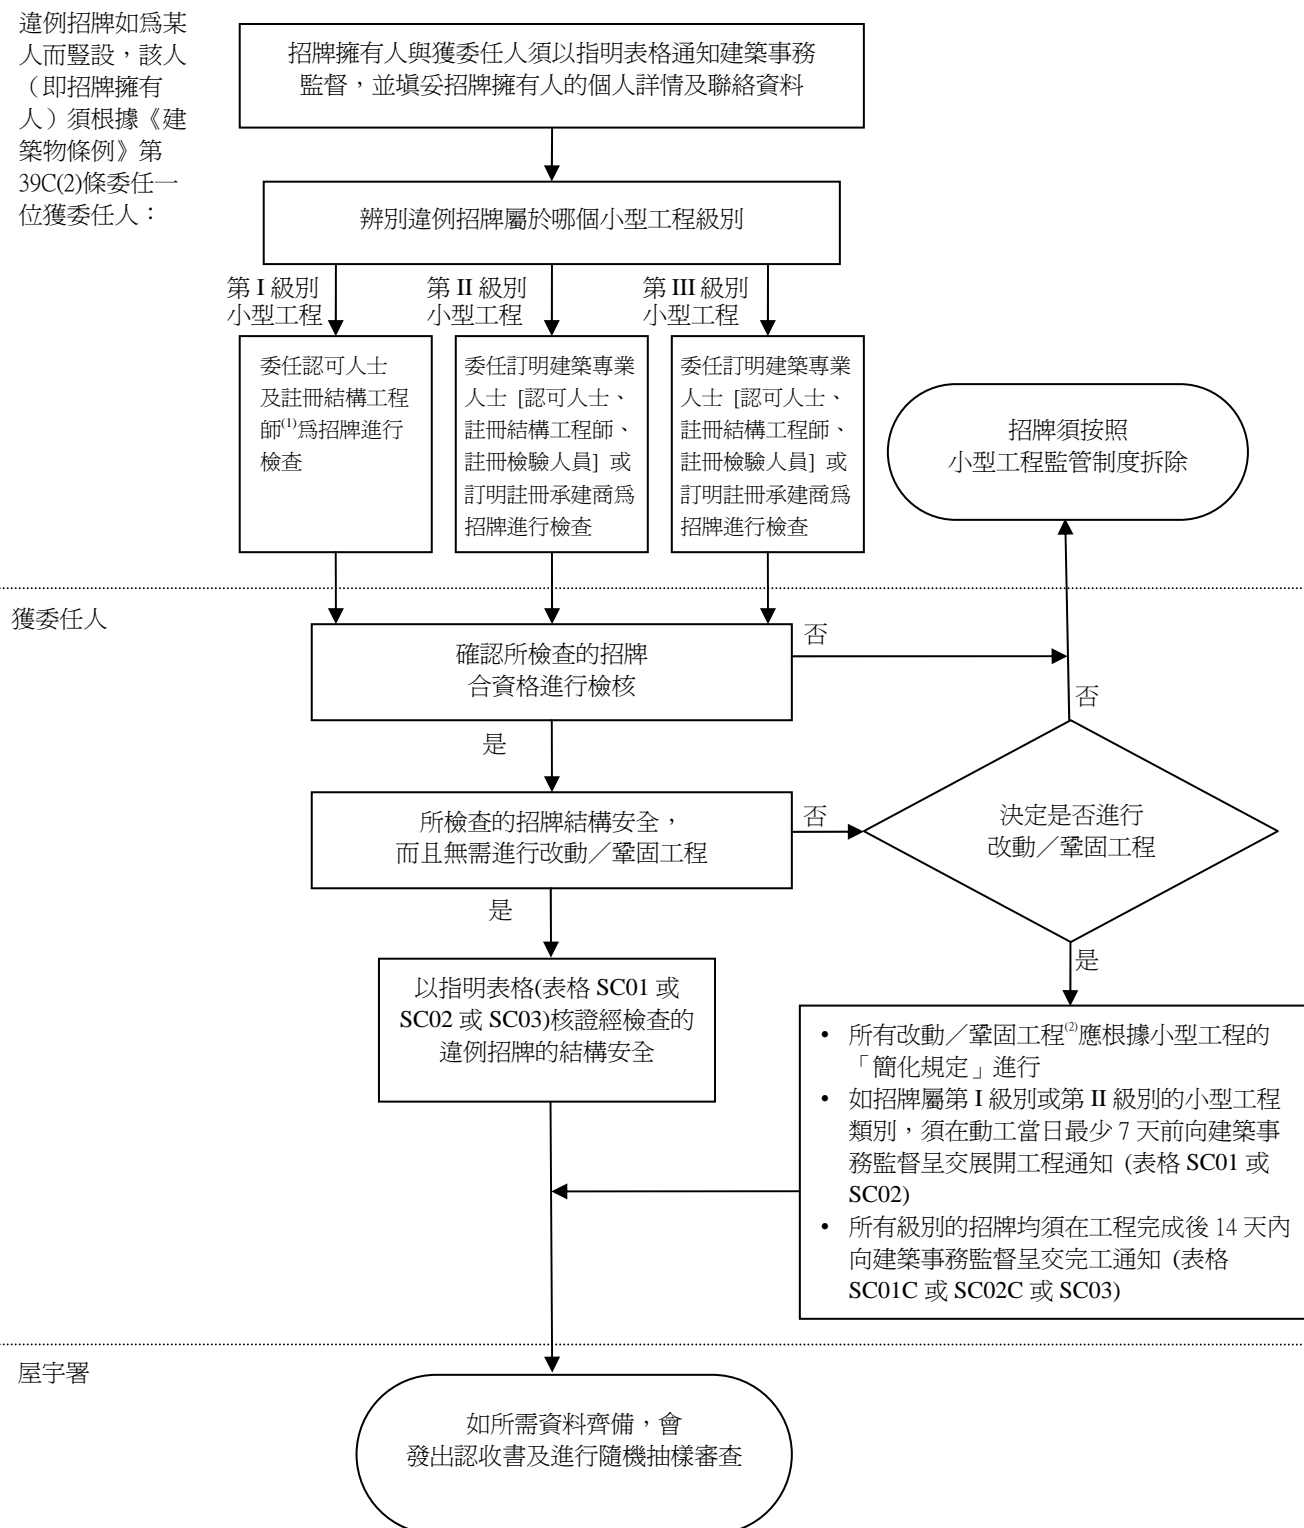 違例招牌如爲某
人而豎設，該人
（即招牌擁有
人）須根據《建
築物條例》第
39C(2)條委任一
位獲委任人：
招牌擁有人與獲委任人須以指明表格通知建築事務
監督，並填妥招牌擁有人的個人詳情及聯絡資料
辨別違例招牌屬於哪個小型工程級別
第 I 級別
小型工程
第 II 級別
小型工程
第 III 級別
小型工程
委任認可人士
及註冊結構工程
師(1)爲招牌進行
檢查
委任訂明建築專業
人士 [認可人士、
註冊結構工程師、
註冊檢驗人員] 或
訂明註冊承建商爲
招牌進行檢查
委任訂明建築專業
人士 [認可人士、
註冊結構工程師、
註冊檢驗人員] 或
訂明註冊承建商爲
招牌進行檢查
招牌須按照
小型工程監管制度拆除
獲委任人
確認所檢查的招牌
合資格進行檢核
否
否
是
所檢查的招牌結構安全，
而且無需進行改動／鞏固工程
否
決定是否進行
改動／鞏固工程
是
是
以指明表格(表格 SC01 或
SC02 或 SC03)核證經檢查的
違例招牌的結構安全
• 所有改動／鞏固工程(2)應根據小型工程的
「簡化規定」進行
• 如招牌屬第 I 級別或第 II 級別的小型工程
類別，須在動工當日最少 7 天前向建築事
務監督呈交展開工程通知 (表格 SC01 或
SC02)
• 所有級別的招牌均須在工程完成後 14 天內
向建築事務監督呈交完工通知 (表格
SC01C 或 SC02C 或 SC03)
屋宇署
如所需資料齊備，會
發出認收書及進行隨機抽樣審查